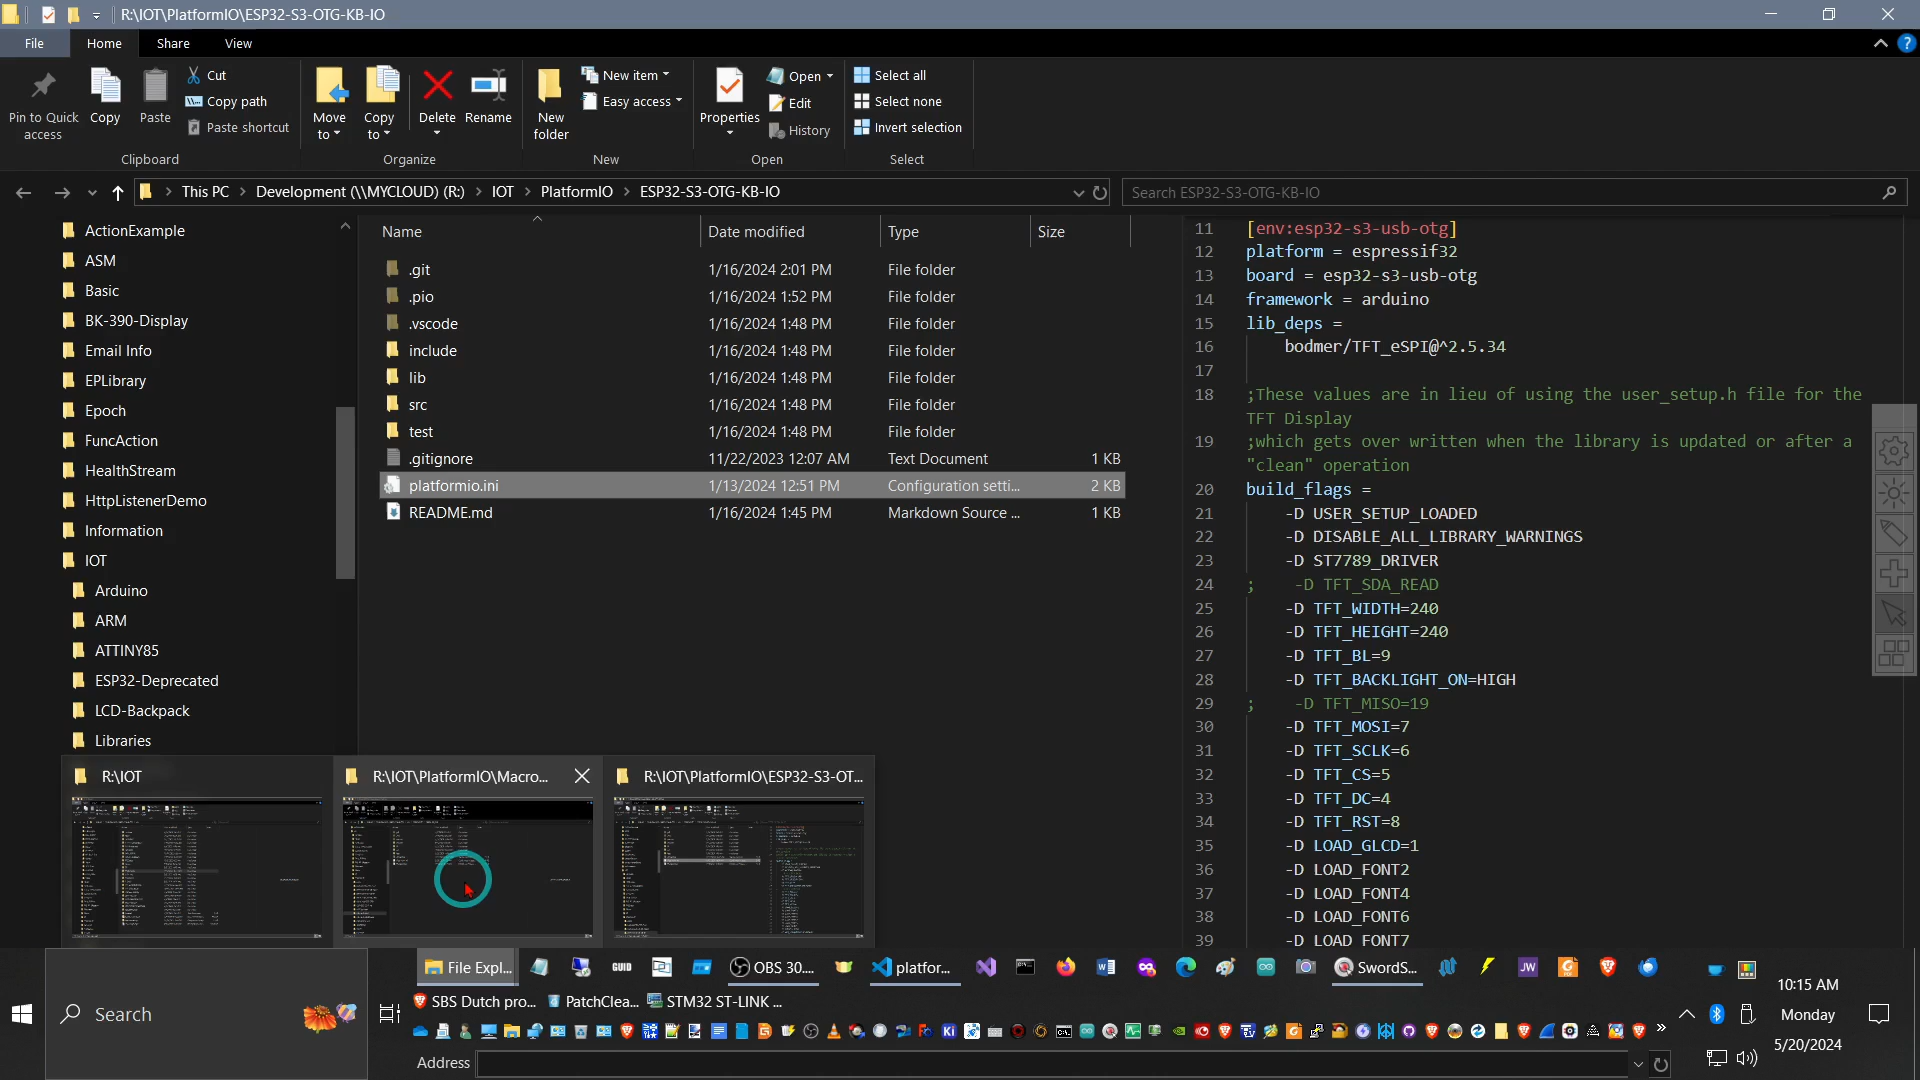 R:\IOT\PlatformIO\ESP32-S3-OTG-KB-IO
File
Home
Share
View
Pin to Quick access
Copy
Paste
Cut
Copy path
Paste shortcut
Clipboard
Move to
Copy to
Delete
Rename
Organize
New folder
New item
Easy access
New
Properties
Open
Edit
History
Open
Select all
Select none
Invert selection
Select
This PC > Development (\\MYCLOUD) (R:) > IOT > PlatformIO > ESP32-S3-OTG-KB-IO
Search ESP32-S3-OTG-KB-IO
ActionExample
ASM
Basic
BK-390-Display
Email Info
EPLibrary
Epoch
FuncAction
HealthStream
HttpListenerDemo
Information
IOT
Arduino
ARM
ATTINY85
ESP32-Deprecated
LCD-Backpack
Libraries
Name Date modified Type Size
.git 1/16/2024 2:01 PM File folder
.pio 1/16/2024 1:52 PM File folder
.vscode 1/16/2024 1:48 PM File folder
include 1/16/2024 1:48 PM File folder
lib 1/16/2024 1:48 PM File folder
src 1/16/2024 1:48 PM File folder
test 1/16/2024 1:48 PM File folder
.gitignore 11/22/2023 12:07 AM Text Document 1 KB
platformio.ini 1/13/2024 12:51 PM Configuration setti... 2 KB
README.md 1/16/2024 1:45 PM Markdown Source ... 1 KB
11 [env:esp32-s3-usb-otg]
12 platform = espressif32
13 board = esp32-s3-usb-otg
14 framework = arduino
15 lib_deps =
16 bodmer/TFT_eSPI@^2.5.34
17
18 ;These values are in lieu of using the user_setup.h file for the
TFT Display
19 ;which gets over written when the library is updated or after a
"clean" operation
20 build_flags =
21 -D USER_SETUP_LOADED
22 -D DISABLE_ALL_LIBRARY_WARNINGS
23 -D ST7789_DRIVER
24 ; -D TFT_SDA_READ
25 -D TFT_WIDTH=240
26 -D TFT_HEIGHT=240
27 -D TFT_BL=9
28 -D TFT_BACKLIGHT_ON=HIGH
29 ; -D TFT_MISO=19
30 -D TFT_MOSI=7
31 -D TFT_SCLK=6
32 -D TFT_CS=5
33 -D TFT_DC=4
34 -D TFT_RST=8
35 -D LOAD_GLCD=1
36 -D LOAD_FONT2
37 -D LOAD_FONT4
38 -D LOAD_FONT6
39 -D LOAD_FONT7
R:\IOT
R:\IOT\PlatformIO\Macro...
R:\IOT\PlatformIO\ESP32-S3-OT...
Search
File Expl...
GUID
OBS 30....
platfor...
SwordS...
JW
SBS Dutch pro...
PatchClea...
STM32 ST-LINK ...
Address
10:15 AM
Monday
5/20/2024